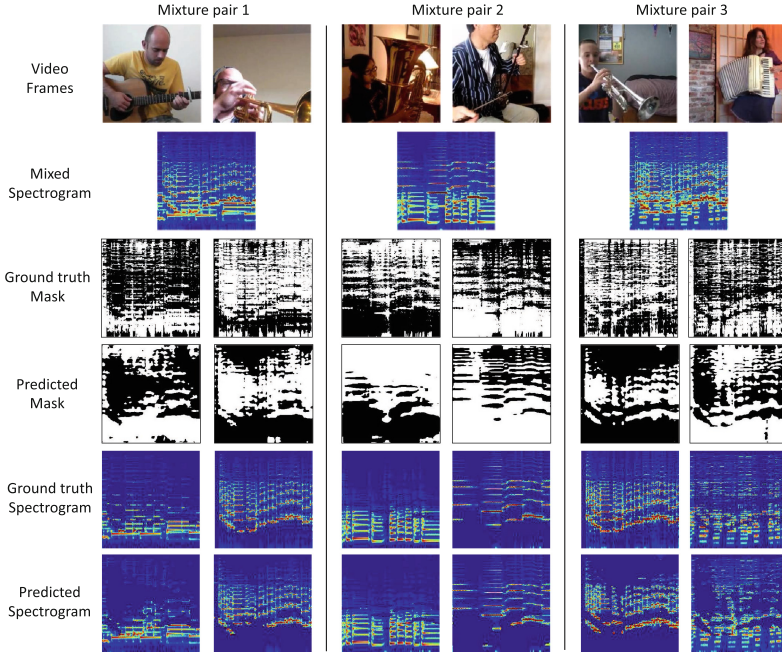 Mixture pair 1
Mixture pair 2
Mixture pair 3
Video
Frames
Mixed
Spectrogram
Ground truth
Mask
Predicted
Mask
Ground truth
Spectrogram
Predicted
Spectrogram